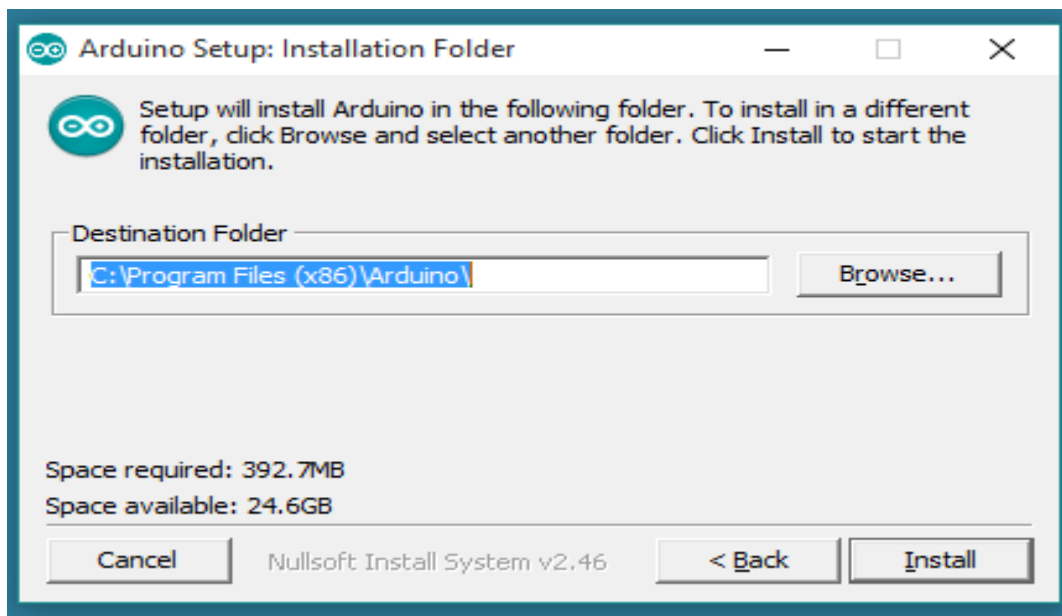 Arduino Setup: Installation Folder
Setup will install Arduino in the following folder. To install in a different
folder, click Browse and select another folder. Click Install to start the
installation.
Destination Folder
C:\Program Files (x86)\Arduino\
Browse...
Space required: 392.7MB
Space available: 24.6GB
Cancel
Nullsoft Install System v2.46
< Back
Install